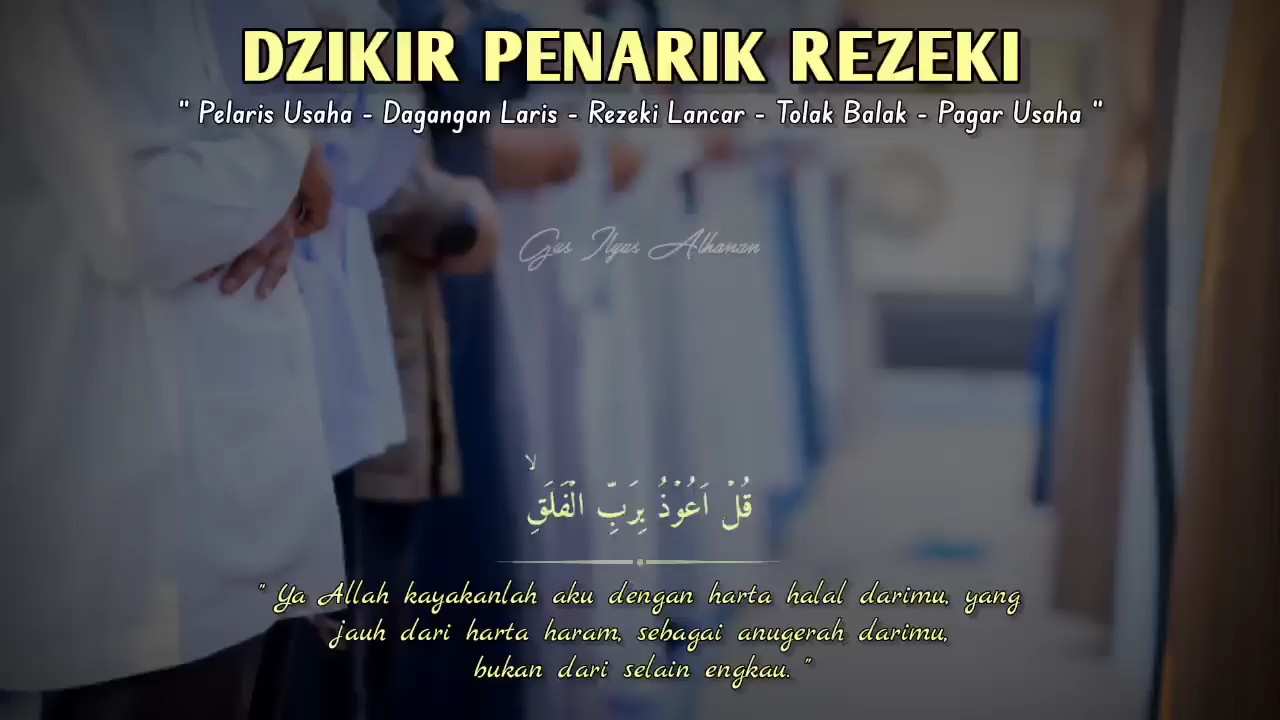 DZIKIR PENARIK REZEKI
" Pelaris Usaha - Dagangan Laris - Rezeki Lancar - Tolak Balak - Pagar Usaha "
Gus Ilyas Alhanan
قُلْ اَعُوْذُ بِرَبِّ الْفَلَقِۙ
" Ya Allah kayakanlah aku dengan harta halal darimu, yang
jauh dari harta haram, sebagai anugerah darimu,
bukan dari selain engkau. "